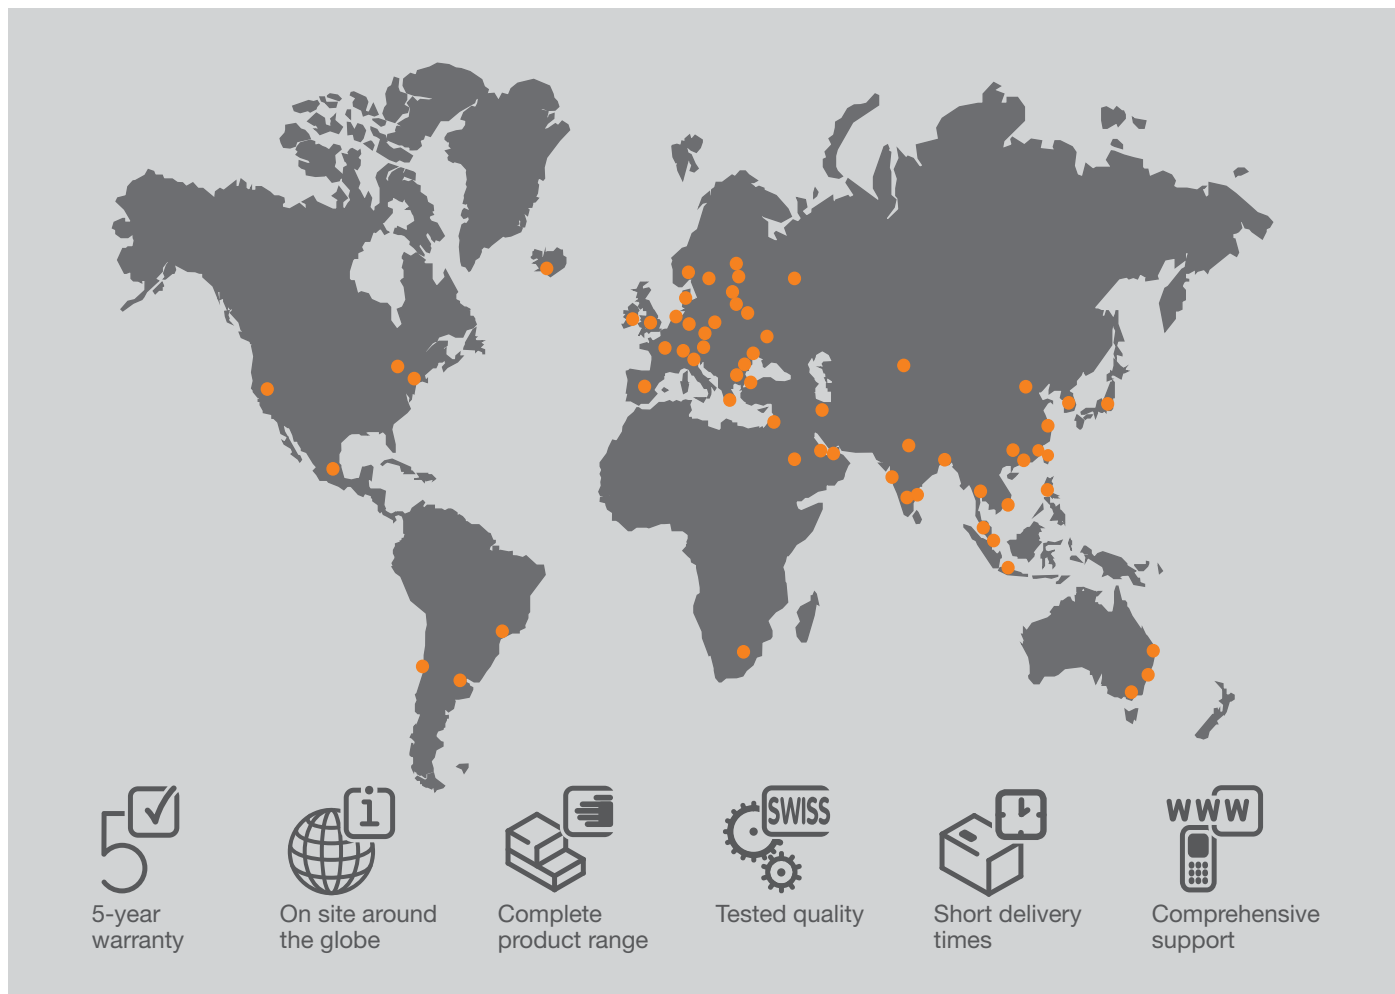 5
i
SWISS
WWW
5-year
warranty
On site around
the globe
Complete
product range
Tested quality
Short delivery
times
Comprehensive
support